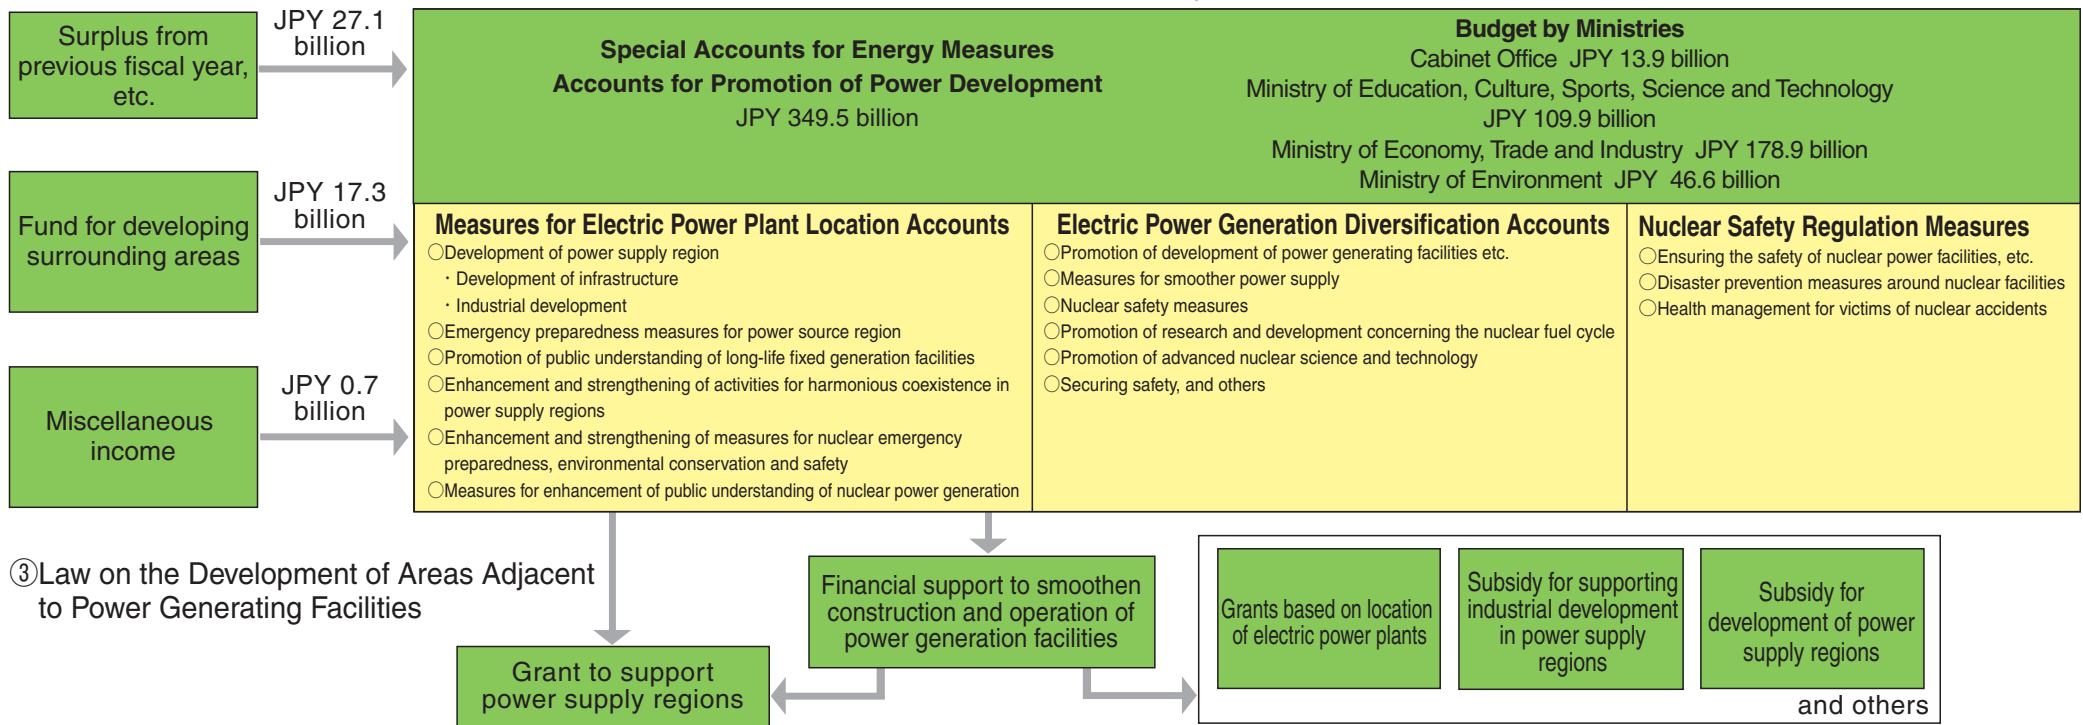 Surplus from
previous fiscal year,
etc.
JPY 27.1
billion
Fund for developing
surrounding areas
JPY 17.3
billion
Miscellaneous
income
JPY 0.7
billion
Special Accounts for Energy Measures
Accounts for Promotion of Power Development
JPY 349.5 billion
Budget by Ministries
Cabinet Office JPY 13.9 billion
Ministry of Education, Culture, Sports, Science and Technology
JPY 109.9 billion
Ministry of Economy, Trade and Industry JPY 178.9 billion
Ministry of Environment JPY 46.6 billion
Measures for Electric Power Plant Location Accounts
○Development of power supply region
・Development of infrastructure
・Industrial development
○Emergency preparedness measures for power source region
○Promotion of public understanding of long-life fixed generation facilities
○Enhancement and strengthening of activities for harmonious coexistence in
power supply regions
○Enhancement and strengthening of measures for nuclear emergency
preparedness, environmental conservation and safety
○Measures for enhancement of public understanding of nuclear power generation
Electric Power Generation Diversification Accounts
○Promotion of development of power generating facilities etc.
○Measures for smoother power supply
○Nuclear safety measures
○Promotion of research and development concerning the nuclear fuel cycle
○Promotion of advanced nuclear science and technology
○Securing safety, and others
Nuclear Safety Regulation Measures
○Ensuring the safety of nuclear power facilities, etc.
○Disaster prevention measures around nuclear facilities
○Health management for victims of nuclear accidents
③Law on the Development of Areas Adjacent
to Power Generating Facilities
Grant to support
power supply regions
Financial support to smoothen
construction and operation of
power generation facilities
Grants based on location
of electric power plants
Subsidy for supporting
industrial development
in power supply
regions
Subsidy for
development of power
supply regions
and others